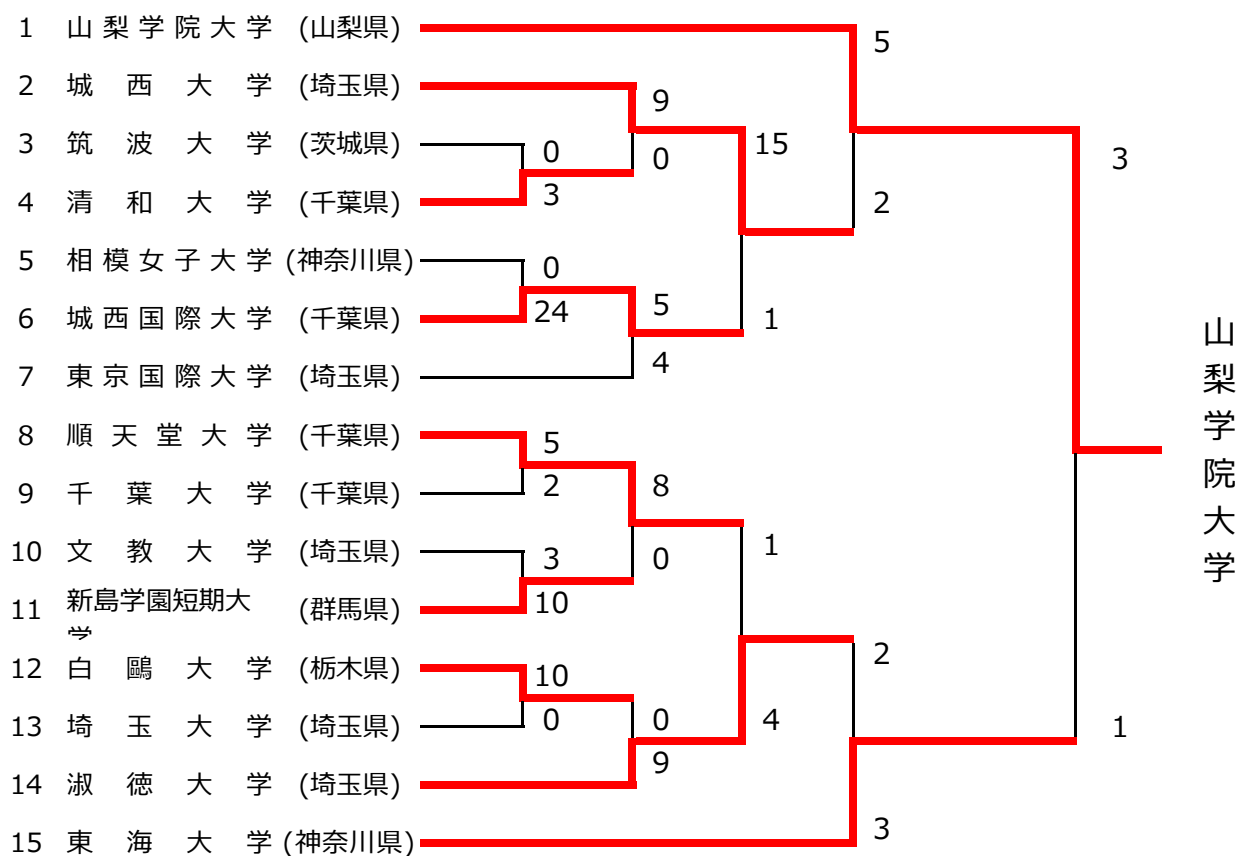 1 山梨学院大学 (山梨県)
5
2 城西大学 (埼玉県)
9
3 筑波大学 (茨城県)
0
0
15
3
4 清和大学 (千葉県)
3
2
5 相模女子大学 (神奈川県)
0
6 城西国際大学 (千葉県)
24
5
1
7 東京国際大学 (埼玉県)
4
山梨学院大学
8 順天堂大学 (千葉県)
5
9 千葉大学 (千葉県)
2
8
10 文教大学 (埼玉県)
3
0
1
11 新島学園短期大
学
(群馬県)
10
12 白鷗大学 (栃木県)
10
2
13 埼玉大学 (埼玉県)
0
0
4
1
14 淑徳大学 (埼玉県)
9
15 東海大学 (神奈川県)
3